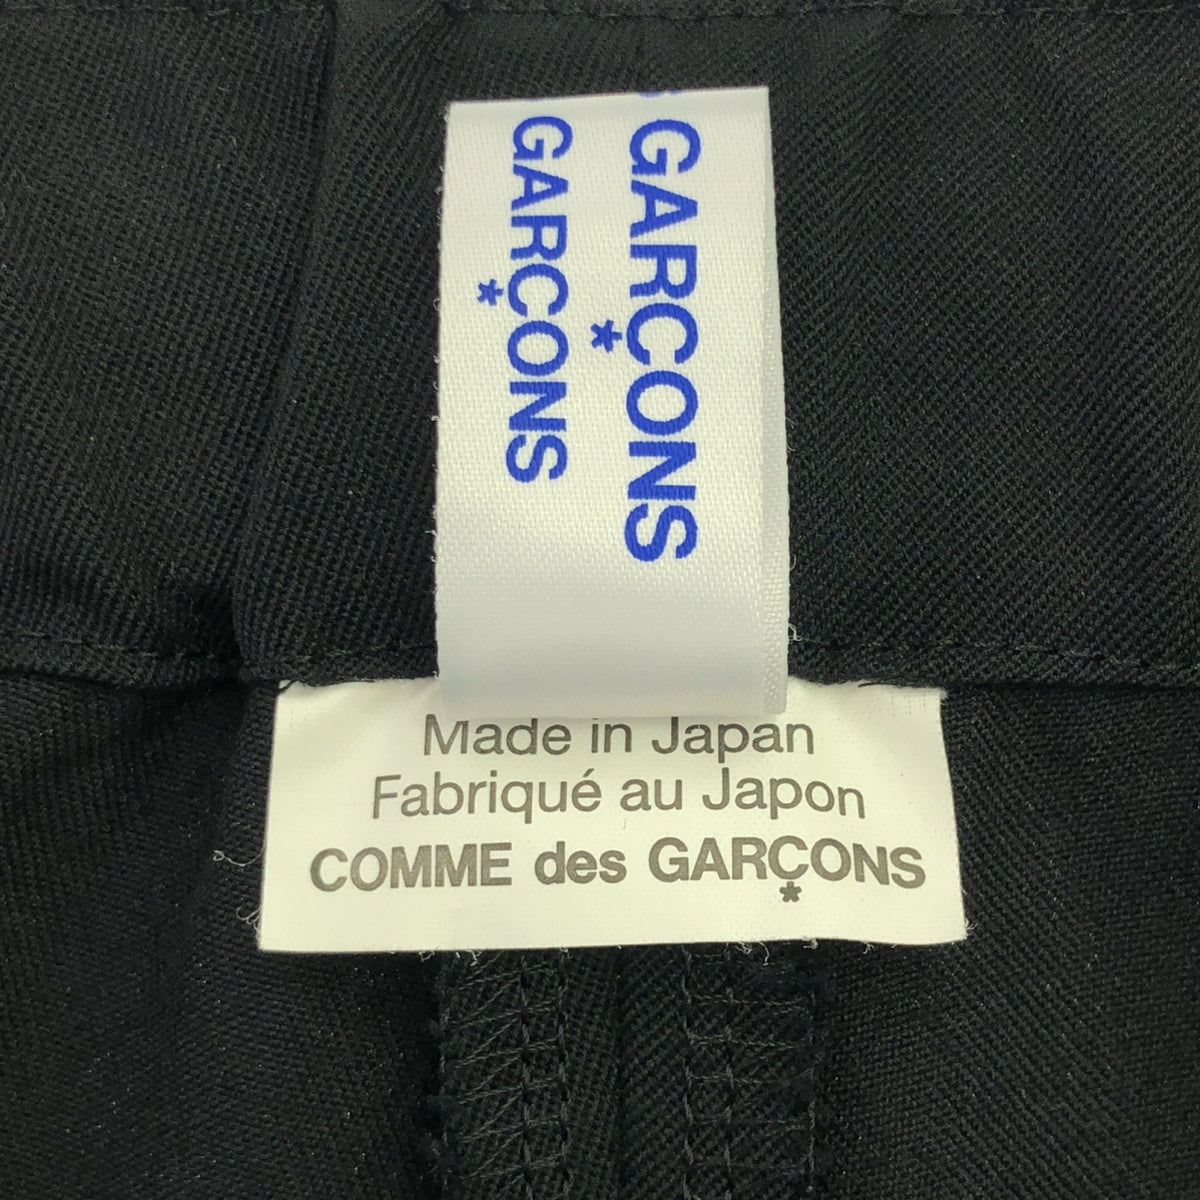 GARÇONS
GARÇONS
Made in Japan
Fabriqué au Japon
COMME des GARÇONS